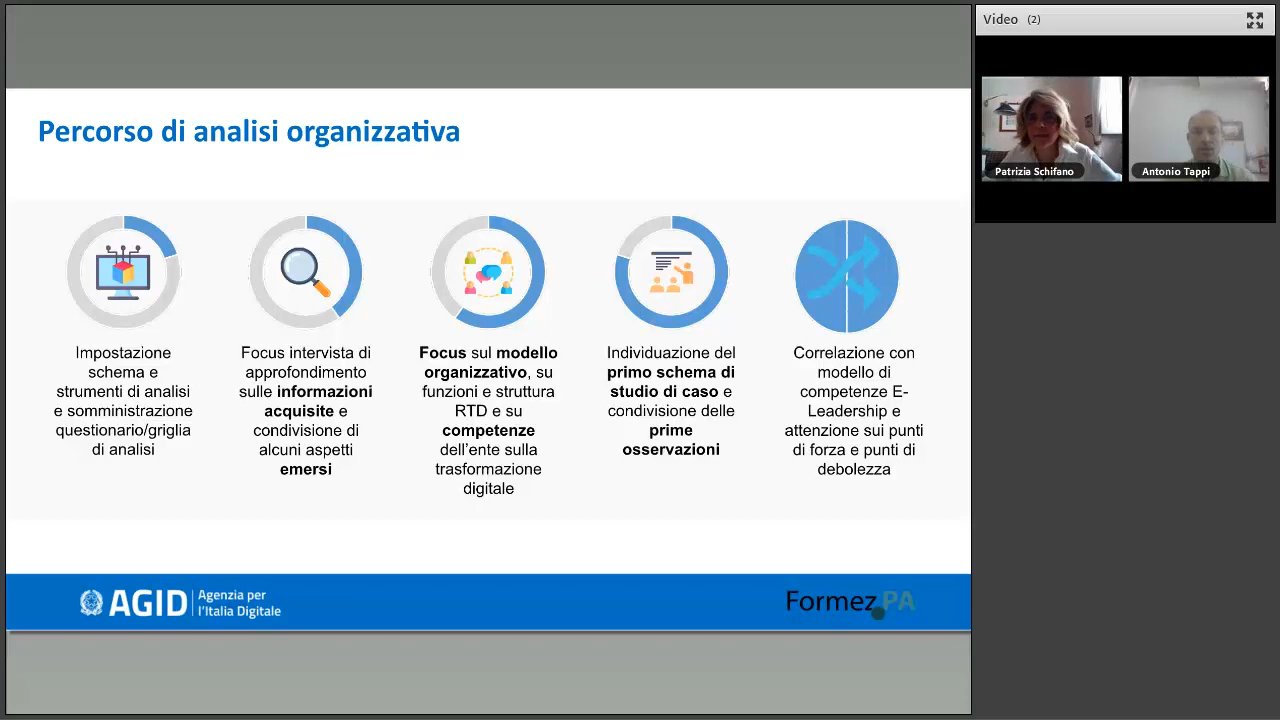 Video (2)
Patrizia Schifano
Antonio Tappi
Percorso di analisi organizzativa
Impostazione
schema e
strumenti di analisi
e somministrazione
questionario/griglia
di analisi
Focus intervista di
approfondimento
sulle informazioni
acquisite e
condivisione di
alcuni aspetti
emersi
Focus sul modello
organizzativo, su
funzioni e struttura
RTD e su
competenze
dell'ente sulla
trasformazione
digitale
Individuazione del
primo schema di
studio di caso e
condivisione delle
prime
osservazioni
Correlazione con
modello di
competenze E-
Leadership e
attenzione sui punti
di forza e punti di
debolezza
AGID
Agenzia per
l'Italia Digitale
Formez PA